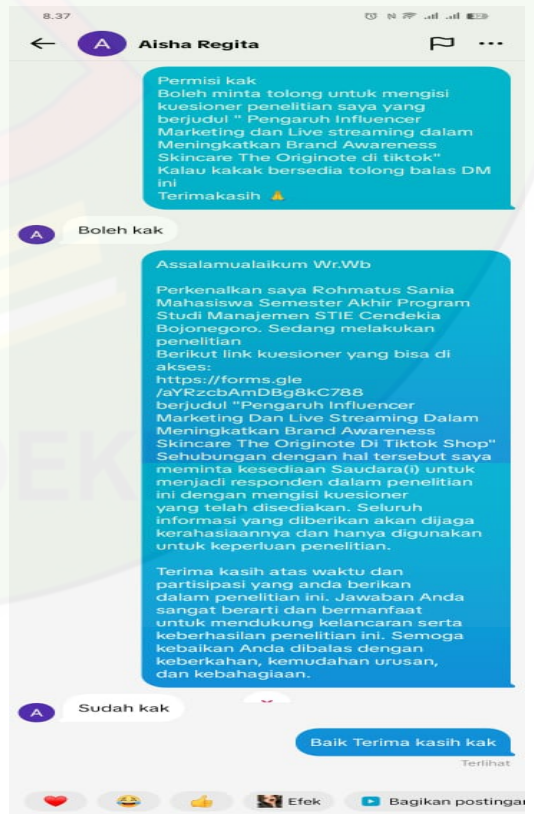 8.37
A
Aisha Regita
Permisi kak
Boleh minta tolong untuk mengisi
kuesioner penelitian saya yang
berjudul " Pengaruh Influencer
Marketing dan Live streaming dalam
Meningkatkan Brand Awareness
Skincare The Originote di tiktok"
Kalau kakak bersedia tolong balas DM
ini
Terimakasih 🙏
A
Boleh kak
Assalamualaikum Wr.Wb
Perkenalkan saya Rohmatus Sania
Mahasiswa Semester Akhir Program
Studi Manajemen STIE Cendekia
Bojonegoro. Sedang melakukan
penelitian
Berikut link kuesioner yang bisa di
akses:
https://forms.gle
/aYRzcbAmDBg8kC788
berjudul "Pengaruh Influencer
Marketing Dan Live Streaming Dalam
Meningkatkan Brand Awareness
Skincare The Originote Di Tiktok Shop"
Sehubungan dengan hal tersebut saya
meminta kesediaan Saudara(i) untuk
menjadi responden dalam penelitian
ini dengan mengisi kuesioner
yang telah disediakan. Seluruh
informasi yang diberikan akan dijaga
kerahasiaannya dan hanya digunakan
untuk keperluan penelitian.
Terima kasih atas waktu dan
partisipasi yang anda berikan
dalam penelitian ini. Jawaban Anda
sangat berarti dan bermanfaat
untuk mendukung kelancaran serta
keberhasilan penelitian ini. Semoga
kebaikan Anda dibalas dengan
keberkahan, kemudahan urusan,
dan kebahagiaan.
A
Sudah kak
Baik Terima kasih kak
Terlihat
Efek
Bagikan postinga